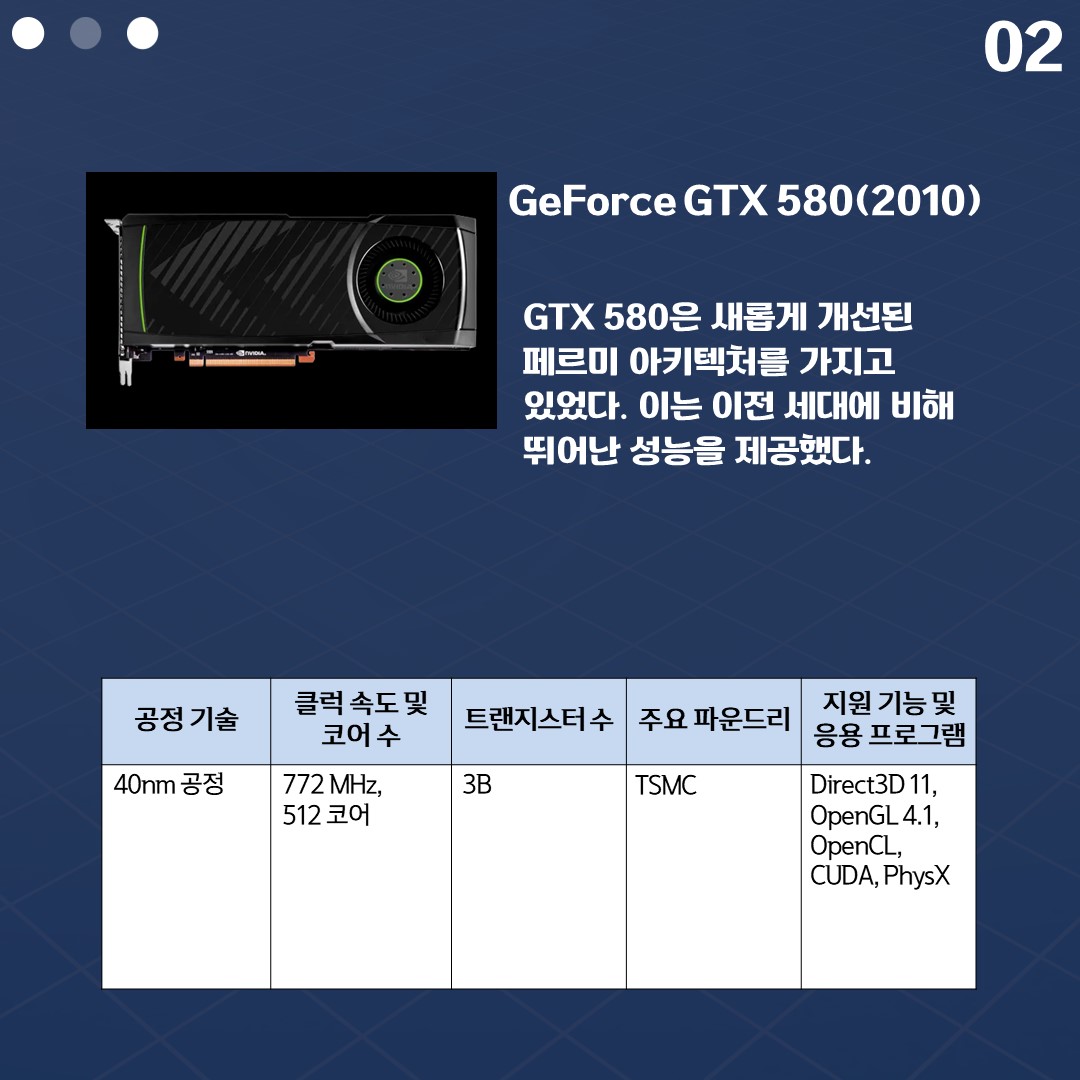 02
GeForce GTX 580(2010)
GTX 580은 새롭게 개선된
페르미 아키텍처를 가지고
있었다. 이는 이전 세대에 비해
뛰어난 성능을 제공했다.
NVIDIA.
공정 기술
클럭 속도 및
코어 수
트랜지스터 수
주요 파운드리
지원 기능 및
응용 프로그램
40nm 공정
772 MHz,
512 코어
3B
TSMC
Direct3D 11,
OpenGL 4.1,
OpenCL,
CUDA, PhysX